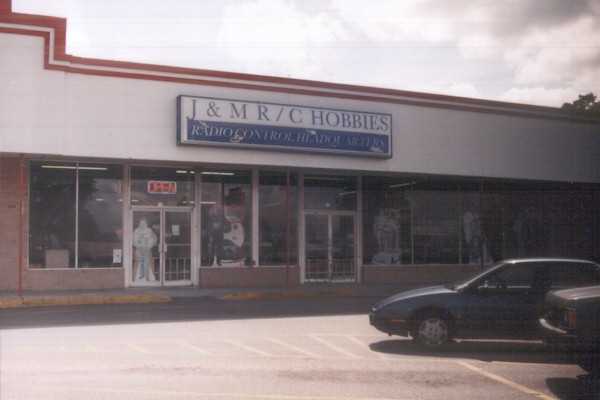 J & M R/C HOBBIES
RADIO CONTROL HEADQUARTERS